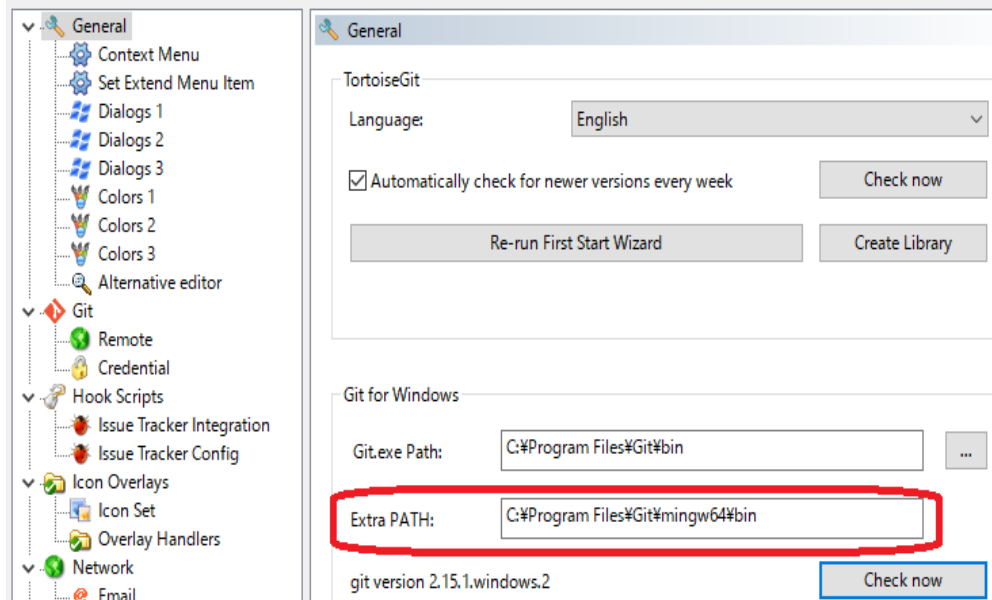 General
Context Menu
Set Extend Menu Item
Dialogs 1
Dialogs 2
Dialogs 3
Colors 1
Colors 2
Colors 3
Alternative editor
Git
Remote
Credential
Hook Scripts
Issue Tracker Integration
Issue Tracker Config
Icon Overlays
Icon Set
Overlay Handlers
Network
Email
General
TortoiseGit
Language: English
Automatically check for newer versions every week Check now
Re-run First Start Wizard Create Library
Git for Windows
Git.exe Path: C:¥Program Files¥Git¥bin ...
Extra PATH: C:¥Program Files¥Git¥mingw64¥bin
git version 2.15.1.windows.2 Check now